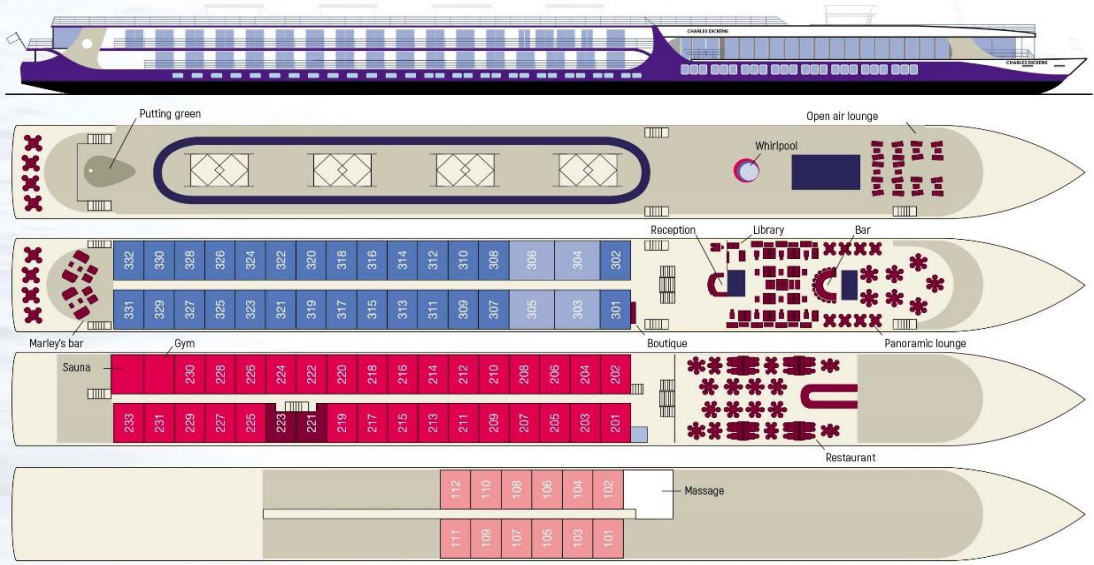 CHARLES DICKENS
CHARLES DICKENS
Putting green
Open air lounge
Whirlpool
Reception
Library
Bar
332 330 328 326 324 322 320 318 316 314 312 310 308 306 304 302
331 329 327 325 323 321 319 317 315 313 311 309 307 305 303 301
Marley's bar
Gym
Boutique
Panoramic lounge
Sauna
230 228 226 224 222 220 218 216 214 212 210 208 206 204 202
233 231 229 227 225 223 221 219 217 215 213 211 209 207 205 203 201
Restaurant
112 110 108 106 104 102
Massage
111 109 107 105 103 101